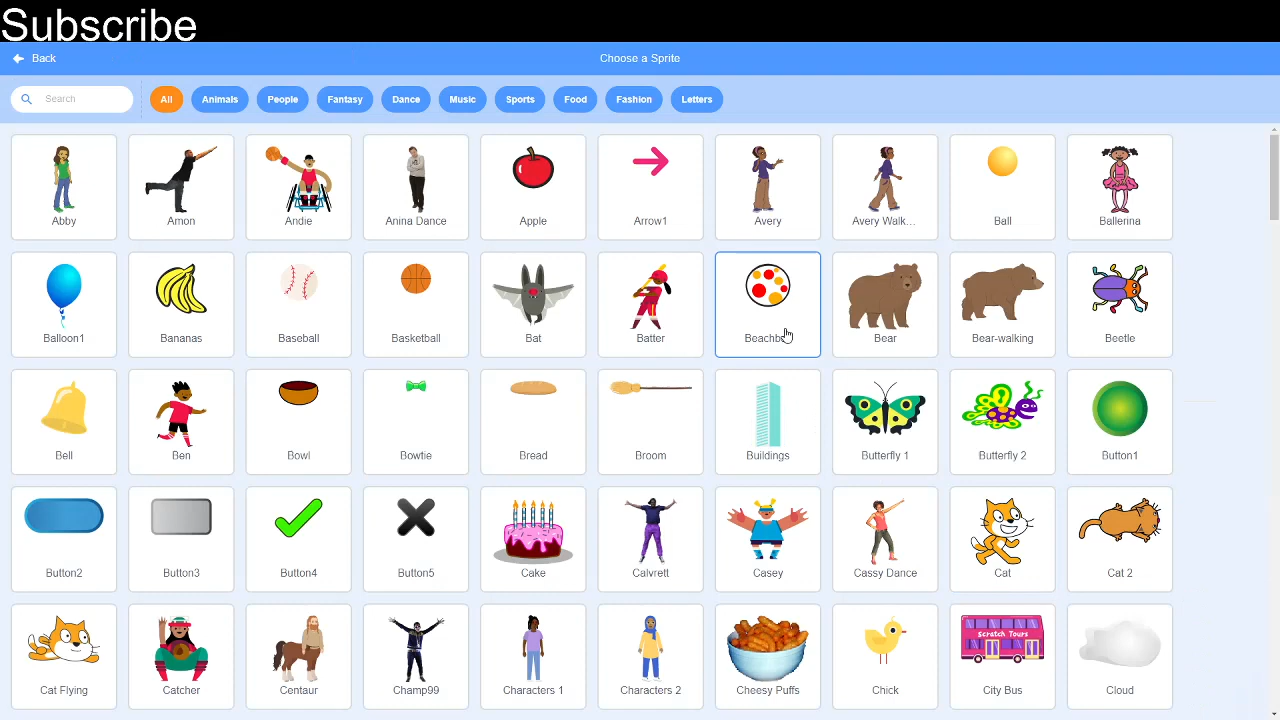 Subscribe
Back
Choose a Sprite
Search
All
Animals
People
Fantasy
Dance
Music
Sports
Food
Fashion
Letters
Abby
Amon
Andie
Anina Dance
Apple
Arrow1
Avery
Avery Walk...
Ball
Ballerina
Balloon1
Bananas
Baseball
Basketball
Bat
Batter
Bear
Bear-walking
Beetle
Bell
Ben
Bowl
Bowtie
Bread
Broom
Buildings
Butterfly 1
Butterfly 2
Button1
Button2
Button3
Button4
Button5
Cake
Calvrett
Casey
Cassy Dance
Cat
Cat 2
Scratch Tours
Cat Flying
Catcher
Centaur
Champ99
Characters 1
Characters 2
Cheesy Puffs
Chick
City Bus
Cloud